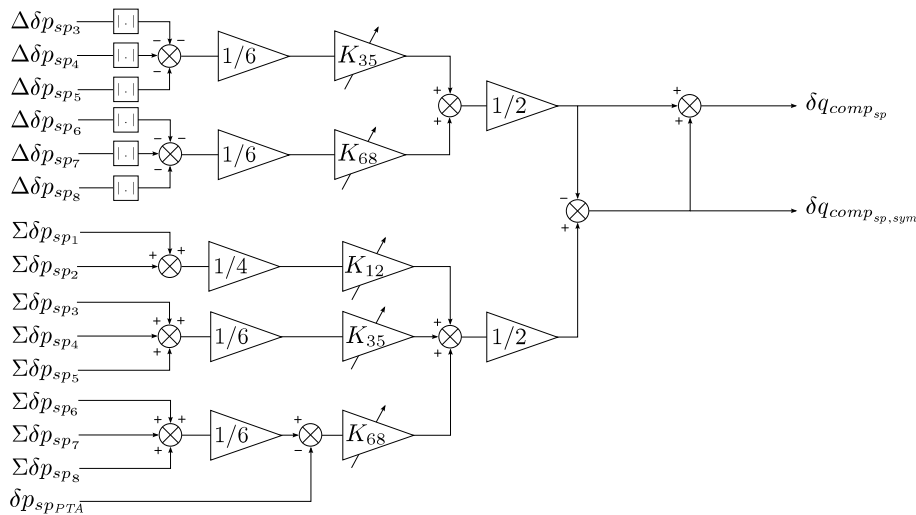 Δδp_{sp_3} |.|
Δδp_{sp_4} |.| − − − 1/6 K_{35}
Δδp_{sp_5} |.|
Δδp_{sp_6} |.|
Δδp_{sp_7} |.| − − − 1/6 K_{68}
Δδp_{sp_8} |.|
+ + 1/2 + + δq_{comp_{sp}}
− + δq_{comp_{sp,sym}}
Σδp_{sp_1}
Σδp_{sp_2} + + 1/4 K_{12}
Σδp_{sp_3}
Σδp_{sp_4} + + + 1/6 K_{35} + + + 1/2
Σδp_{sp_5}
Σδp_{sp_6}
Σδp_{sp_7} + + + 1/6 + − K_{68}
Σδp_{sp_8}
δp_{sp_{PTA}}